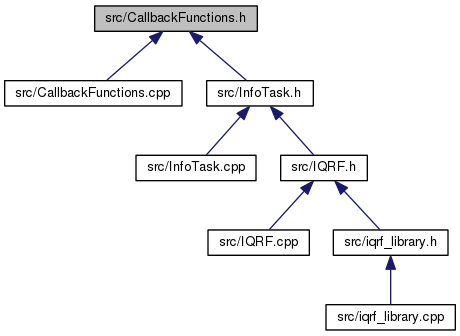 src/CallbackFunctions.h
src/CallbackFunctions.cpp
src/InfoTask.h
src/InfoTask.cpp
src/IQRF.h
src/IQRF.cpp
src/iqrf_library.h
src/iqrf_library.cpp